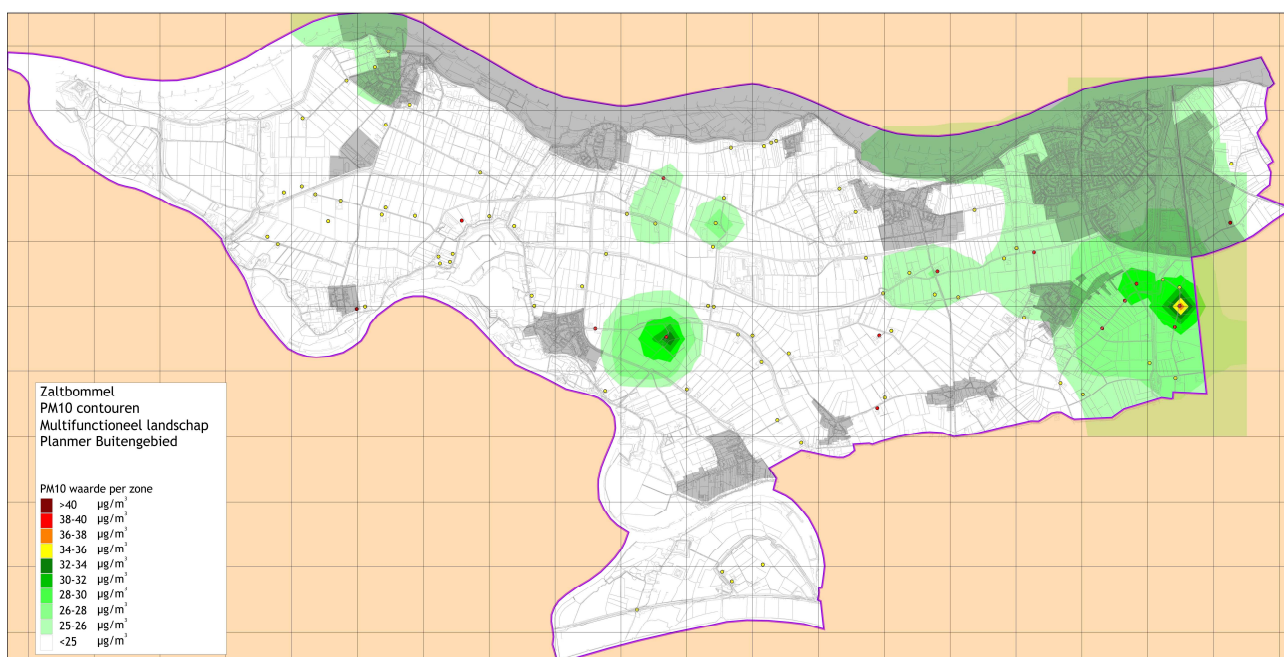 Zaltbommel
PM10 contouren
Multifunctioneel landschap
Planmer Buitengebied
PM10 waarde per zone
>40 µg/m³
38-40 µg/m³
36-38 µg/m³
34-36 µg/m³
32-34 µg/m³
30-32 µg/m³
28-30 µg/m³
26-28 µg/m³
25-26 µg/m³
<25 µg/m³